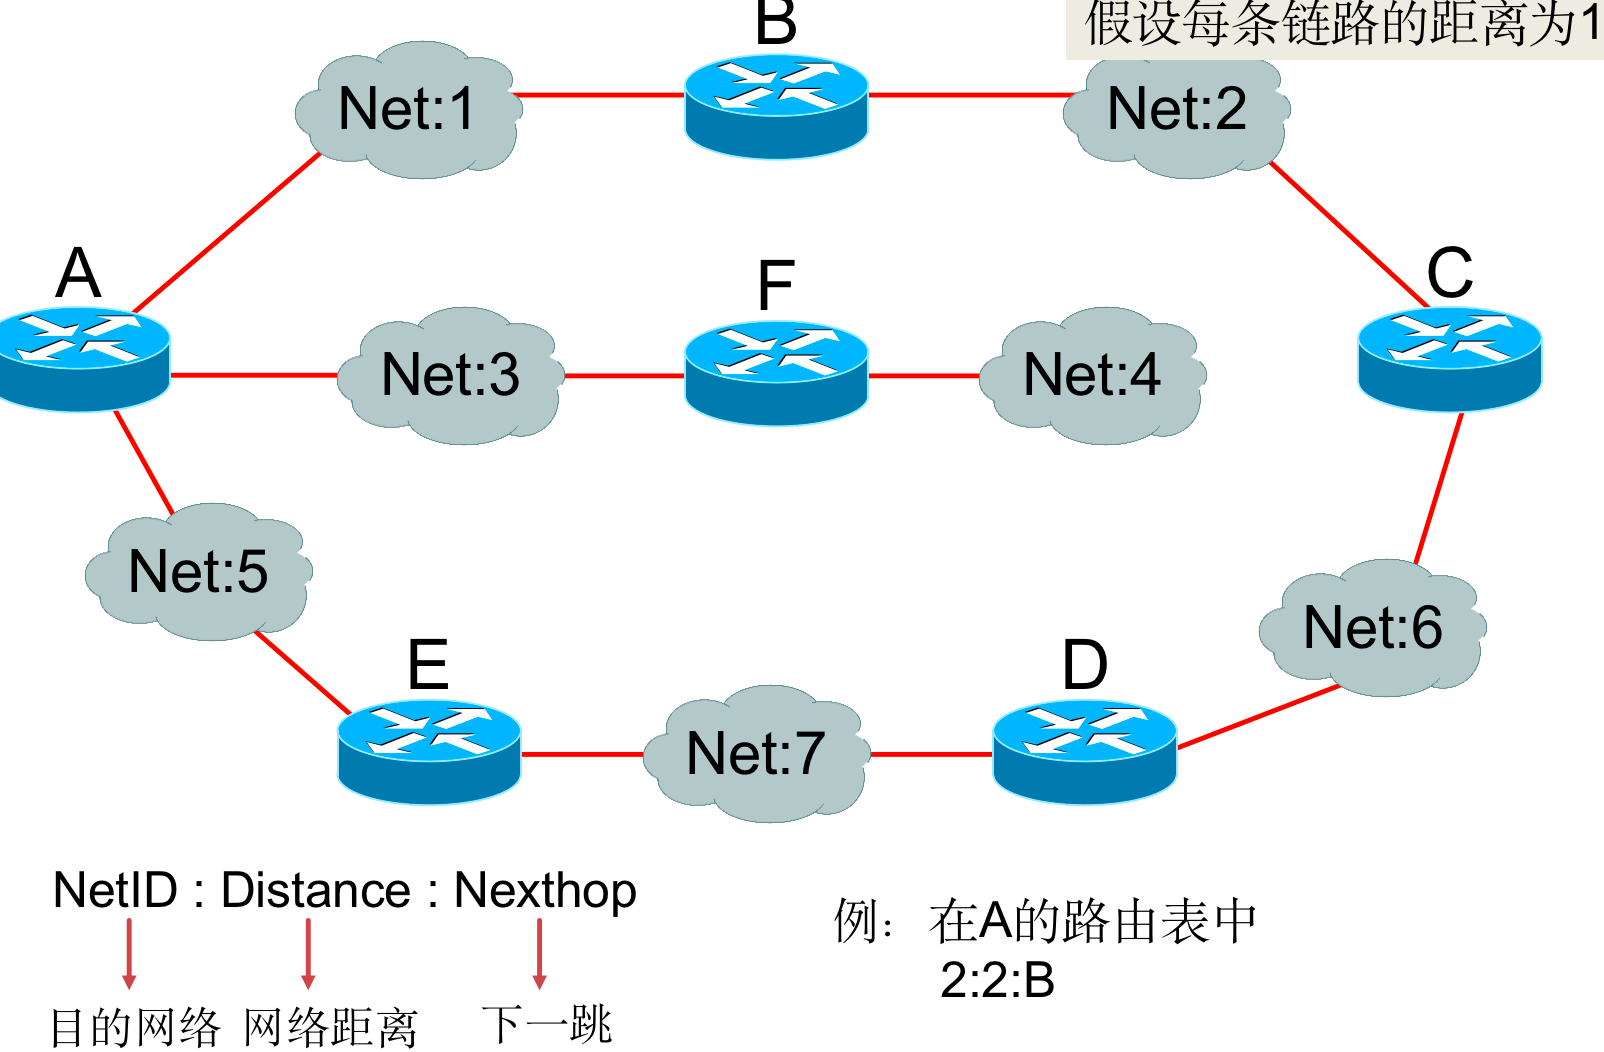 假设每条链路的距离为1
B
Net:1
Net:2
A
F
C
Net:3
Net:4
Net:5
Net:6
E
D
Net:7
NetID : Distance : Nexthop
目的网络 网络距离 下一跳
例：在A的路由表中
2:2:B